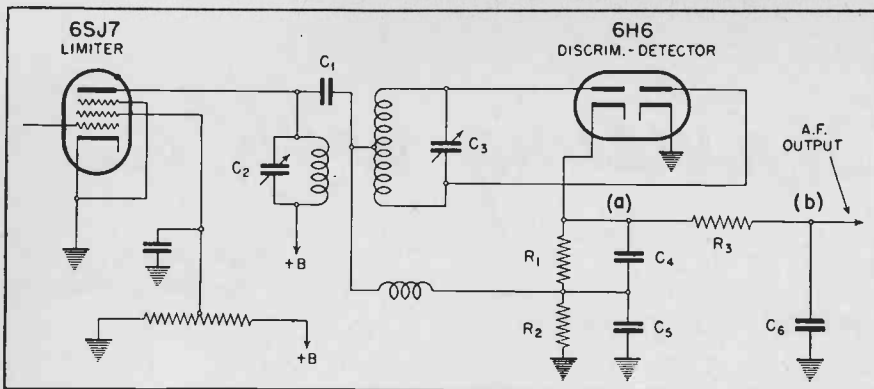 6SJ7
LIMITER
6H6
DISCRIM.-DETECTOR
C₁
C₂
C₃
A.F.
OUTPUT
(a)
(b)
R₁
R₂
R₃
C₄
C₅
C₆
+B
+B